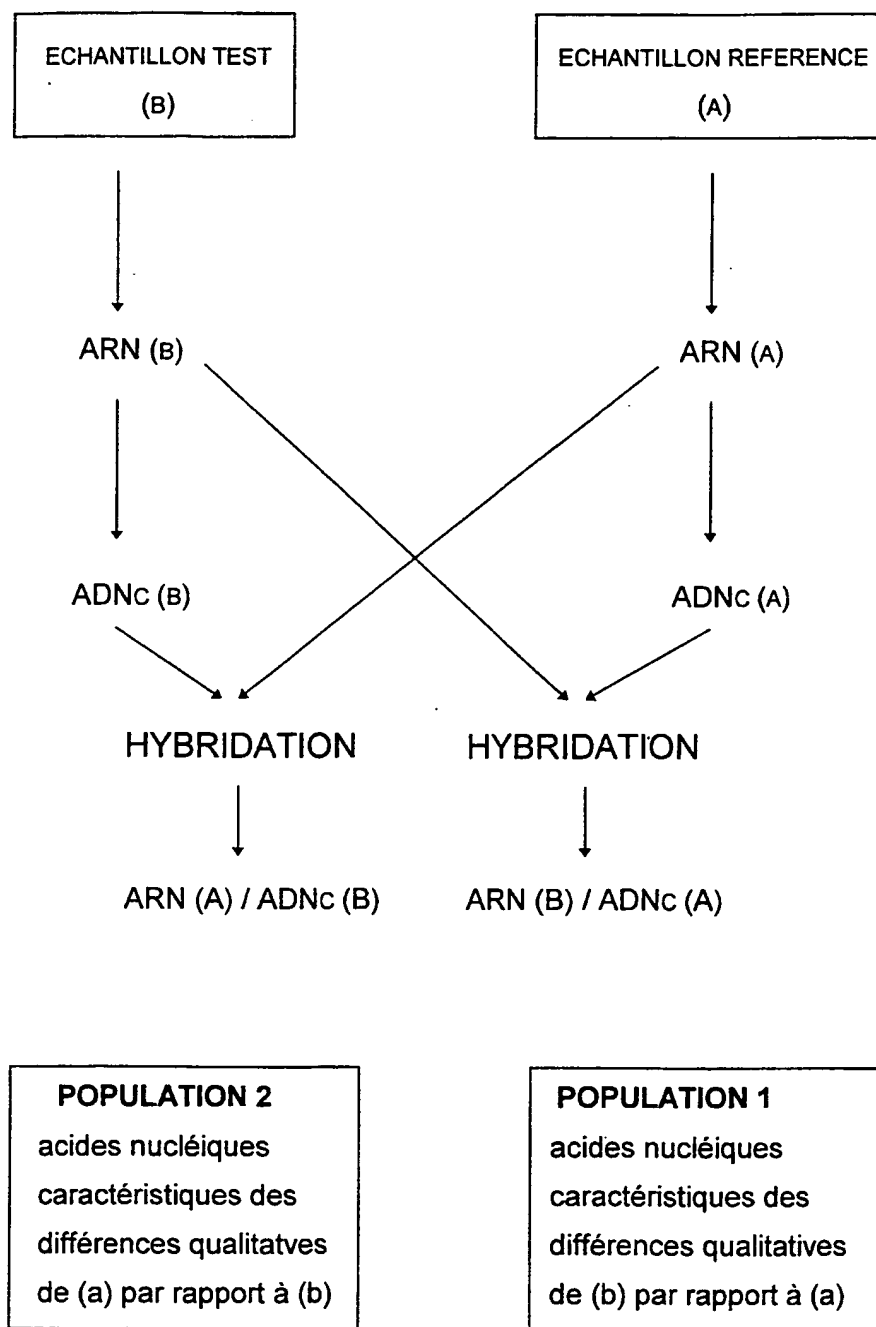 ECHANTILLON TEST
(B)
ECHANTILLON REFERENCE
(A)
ARN (B)
ARN (A)
ADNC (B)
ADNC (A)
HYBRIDATION
HYBRIDATION
ARN (A) / ADNC (B)
ARN (B) / ADNC (A)
POPULATION 2
acides nucléiques
caractéristiques des
différences qualitatves
de (a) par rapport à (b)
POPULATION 1
acides nucléiques
caractéristiques des
différences qualitatives
de (b) par rapport à (a)